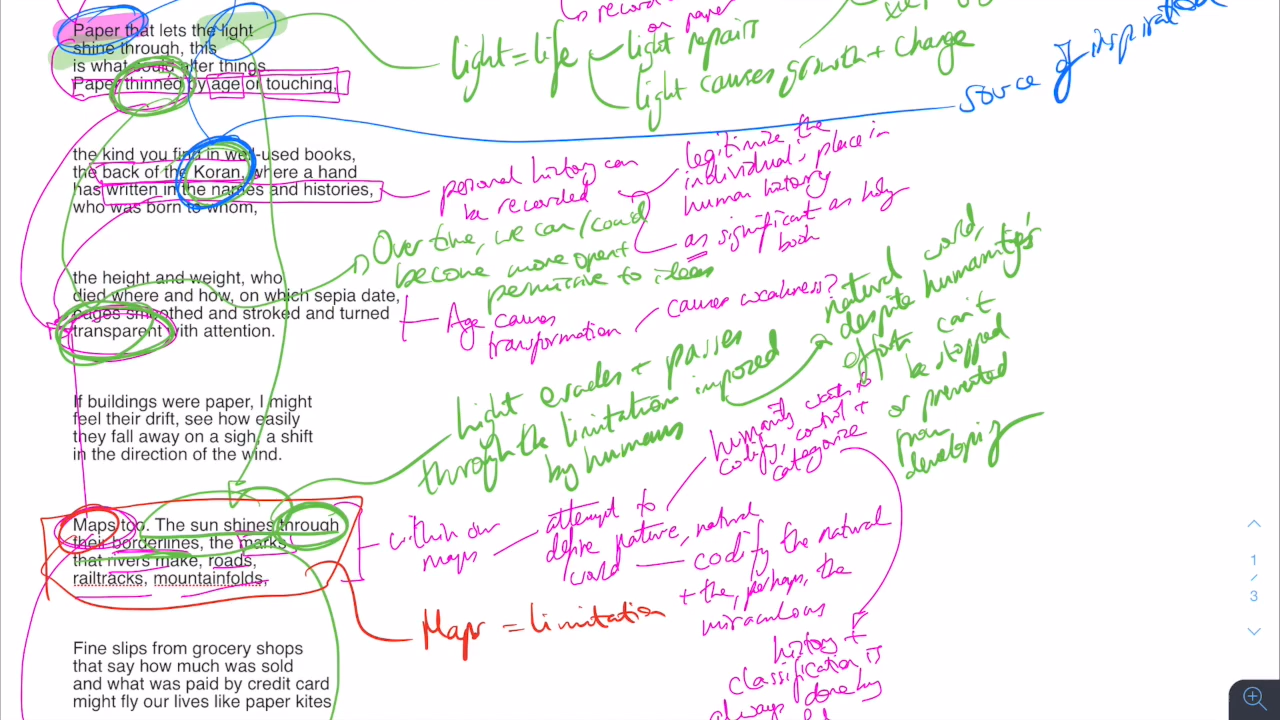 record
on paper
Paper that lets the light
shine through, this
is what could alter things.
Paper thinned by age or touching,
light = life
light repairs
light causes growth + change
source of inspiration
the kind you find in well-used books,
the back of the Koran, where a hand
has written in the names and histories,
who was born to whom,
personal history can
be recorded
legitimize the
individual's place in
human history
as significant as holy
book
Over time, we can / could
become more open +
permissive to ideas
the height and weight, who
died where and how, on which sepia date,
pages smoothed and stroked and turned
transparent with attention.
Age causes
transformation
causes weakness?
natural world,
despite humanity's
efforts can't
be stopped
or prevented
from
developing
If buildings were paper, I might
feel their drift, see how easily
they fall away on a sigh, a shift
in the direction of the wind.
light evades + passes
through the limitation imposed
by humans
humanity wants to
codify, control +
categorize
Maps too. The sun shines through
their borderlines, the marks
that rivers make, roads,
railtracks, mountainfolds,
within our
maps
attempt to
define nature, natural
world
codify the natural
+ the, perhaps, the
miraculous
Maps = limitation
history +
classification is
always done by
Fine slips from grocery shops
that say how much was sold
and what was paid by credit card
might fly our lives like paper kites
1
/
3